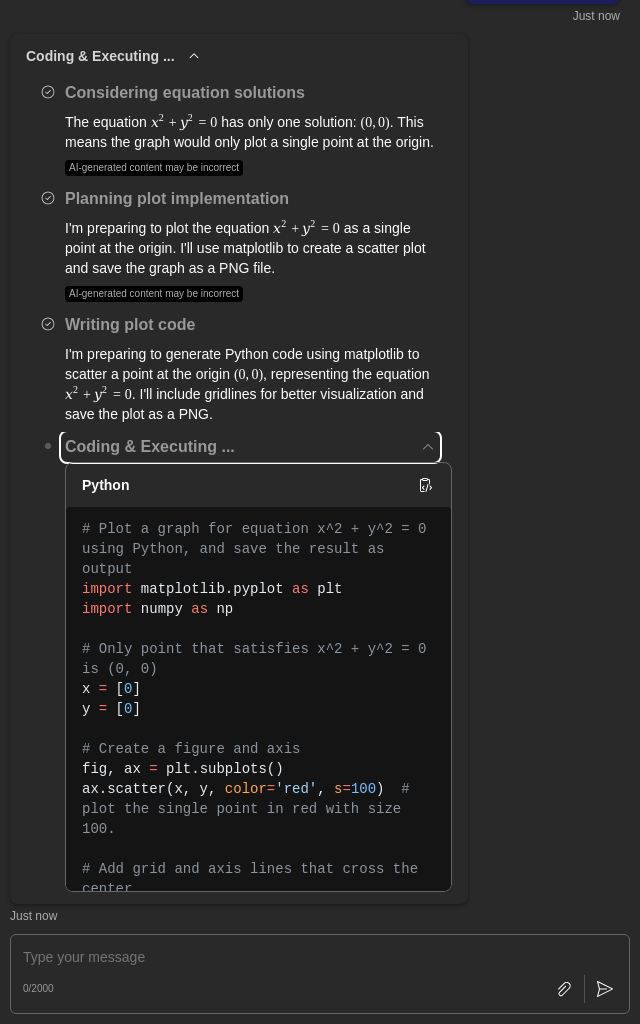 Just now
Coding & Executing ...
Considering equation solutions
The equation x² + y² = 0 has only one solution: (0, 0). This
means the graph would only plot a single point at the origin.
AI-generated content may be incorrect
Planning plot implementation
I'm preparing to plot the equation x² + y² = 0 as a single
point at the origin. I'll use matplotlib to create a scatter plot
and save the graph as a PNG file.
AI-generated content may be incorrect
Writing plot code
I'm preparing to generate Python code using matplotlib to
scatter a point at the origin (0, 0), representing the equation
x² + y² = 0. I'll include gridlines for better visualization and
save the plot as a PNG.
Coding & Executing ...
Python
# Plot a graph for equation x^2 + y^2 = 0
using Python, and save the result as
output
import matplotlib.pyplot as plt
import numpy as np
# Only point that satisfies x^2 + y^2 = 0
is (0, 0)
x = [0]
y = [0]
# Create a figure and axis
fig, ax = plt.subplots()
ax.scatter(x, y, color='red', s=100)  #
plot the single point in red with size
100.
# Add grid and axis lines that cross the
center
Just now
Type your message
0/2000